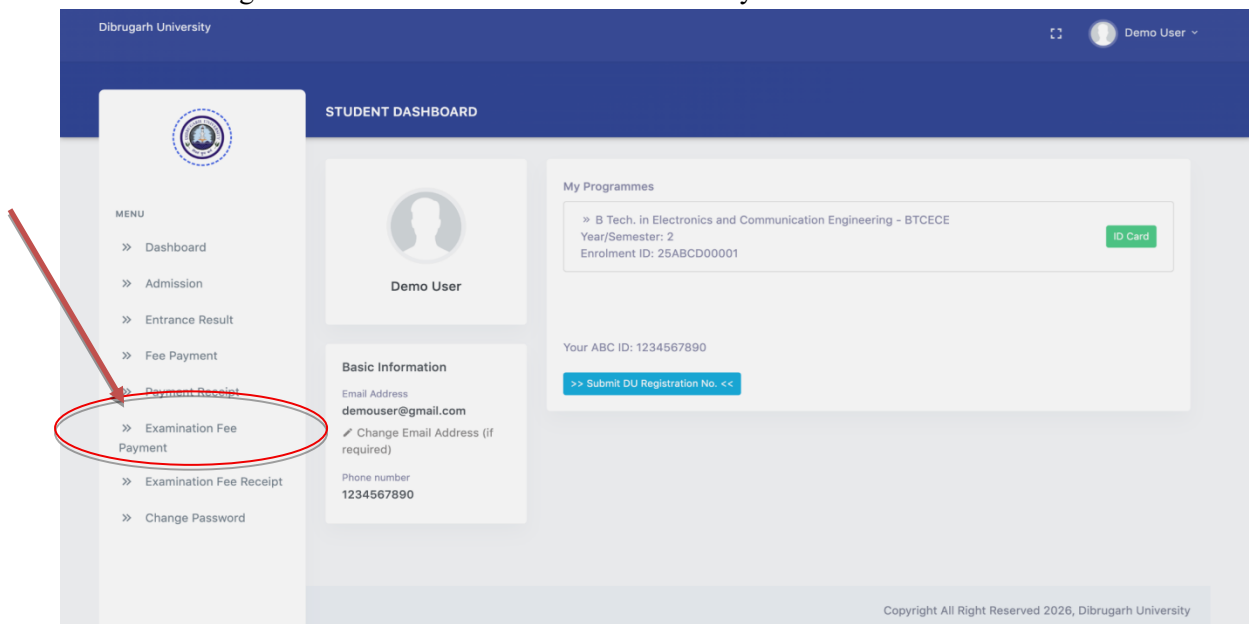 Dibrugarh University
Demo User
STUDENT DASHBOARD
MENU
» Dashboard
» Admission
» Entrance Result
» Fee Payment
» Payment Receipt
» Examination Fee
Payment
» Examination Fee Receipt
» Change Password
Demo User
Basic Information
Email Address
demouser@gmail.com
Change Email Address (if
required)
Phone number
1234567890
My Programmes
» B Tech. in Electronics and Communication Engineering - BTCECE
Year/Semester: 2
Enrolment ID: 25ABCD00001
ID Card
Your ABC ID: 1234567890
>> Submit DU Registration No. <<
Copyright All Right Reserved 2026, Dibrugarh University